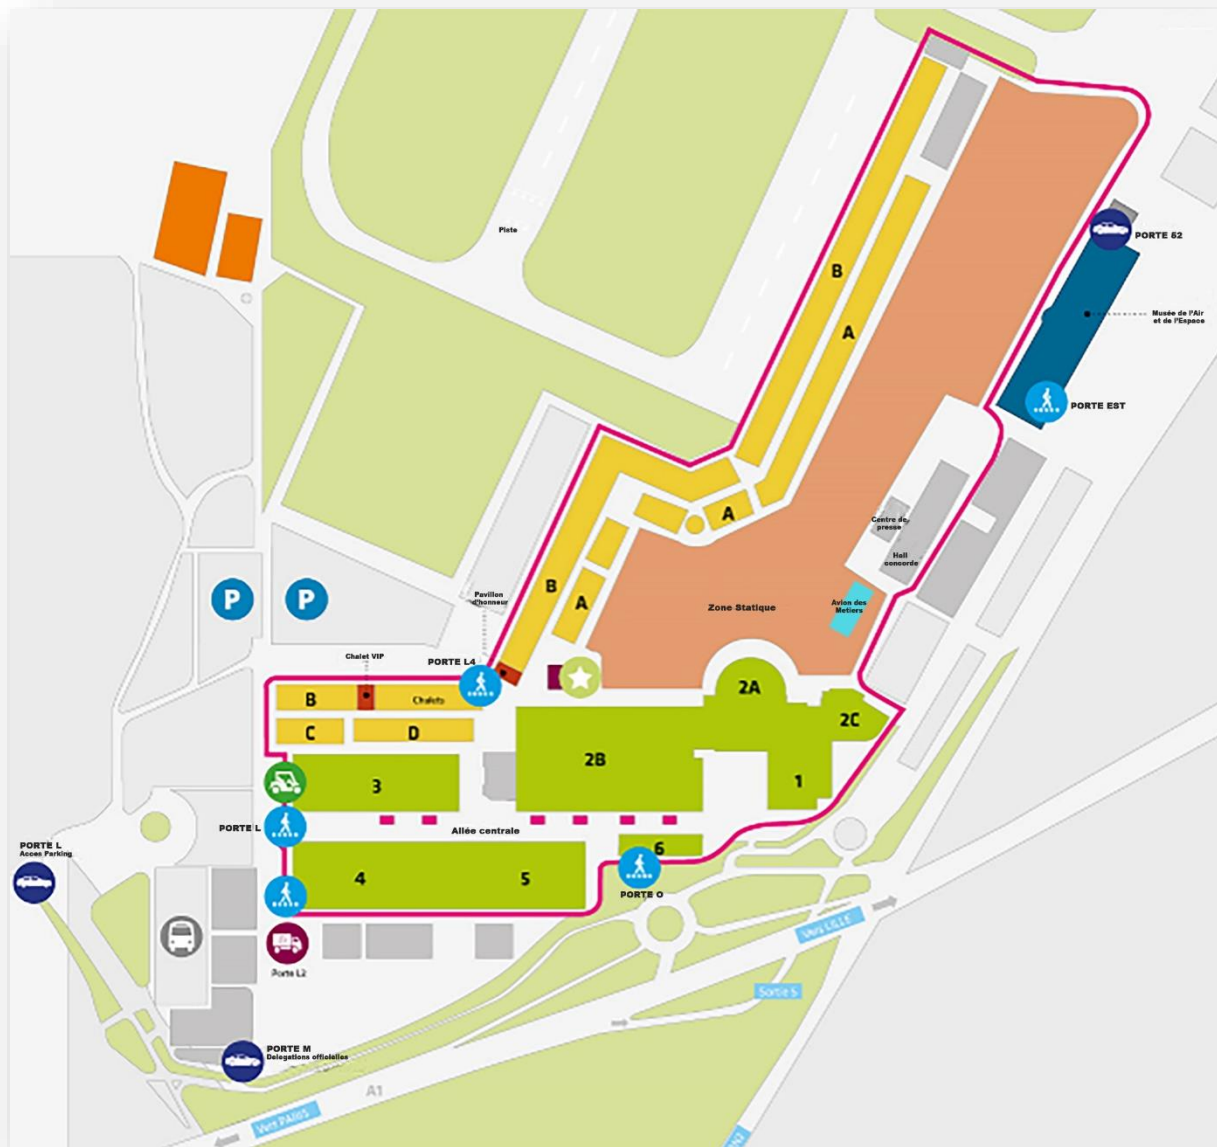 Piste
PORTE 52
Musée de l'Air
et de l'Espace
PORTE EST
B
A
A
Centre de
presse
Hall
concorde
B
A
Pavillon
d'honneur
Zone Statique
Avion des
Metiers
P
P
Chalet VIP
PORTE L4
B
Chalets
C
D
2A
2C
2B
1
3
PORTE L
Allée centrale
6
PORTE L
Acces Parking
4
5
PORTE O
Vers LILLE
Porte L2
Sortie 5
PORTE M
Delegations officielles
A1
Vers PARIS